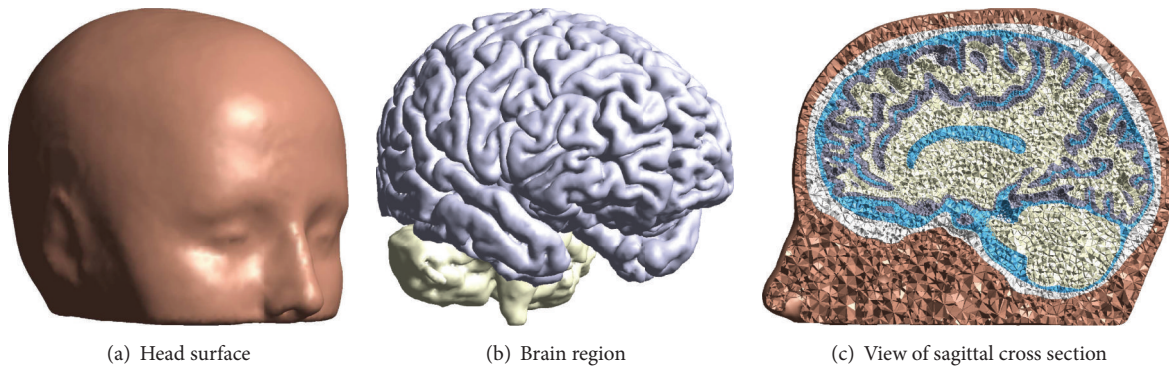 (a) Head surface
(b) Brain region
(c) View of sagittal cross section